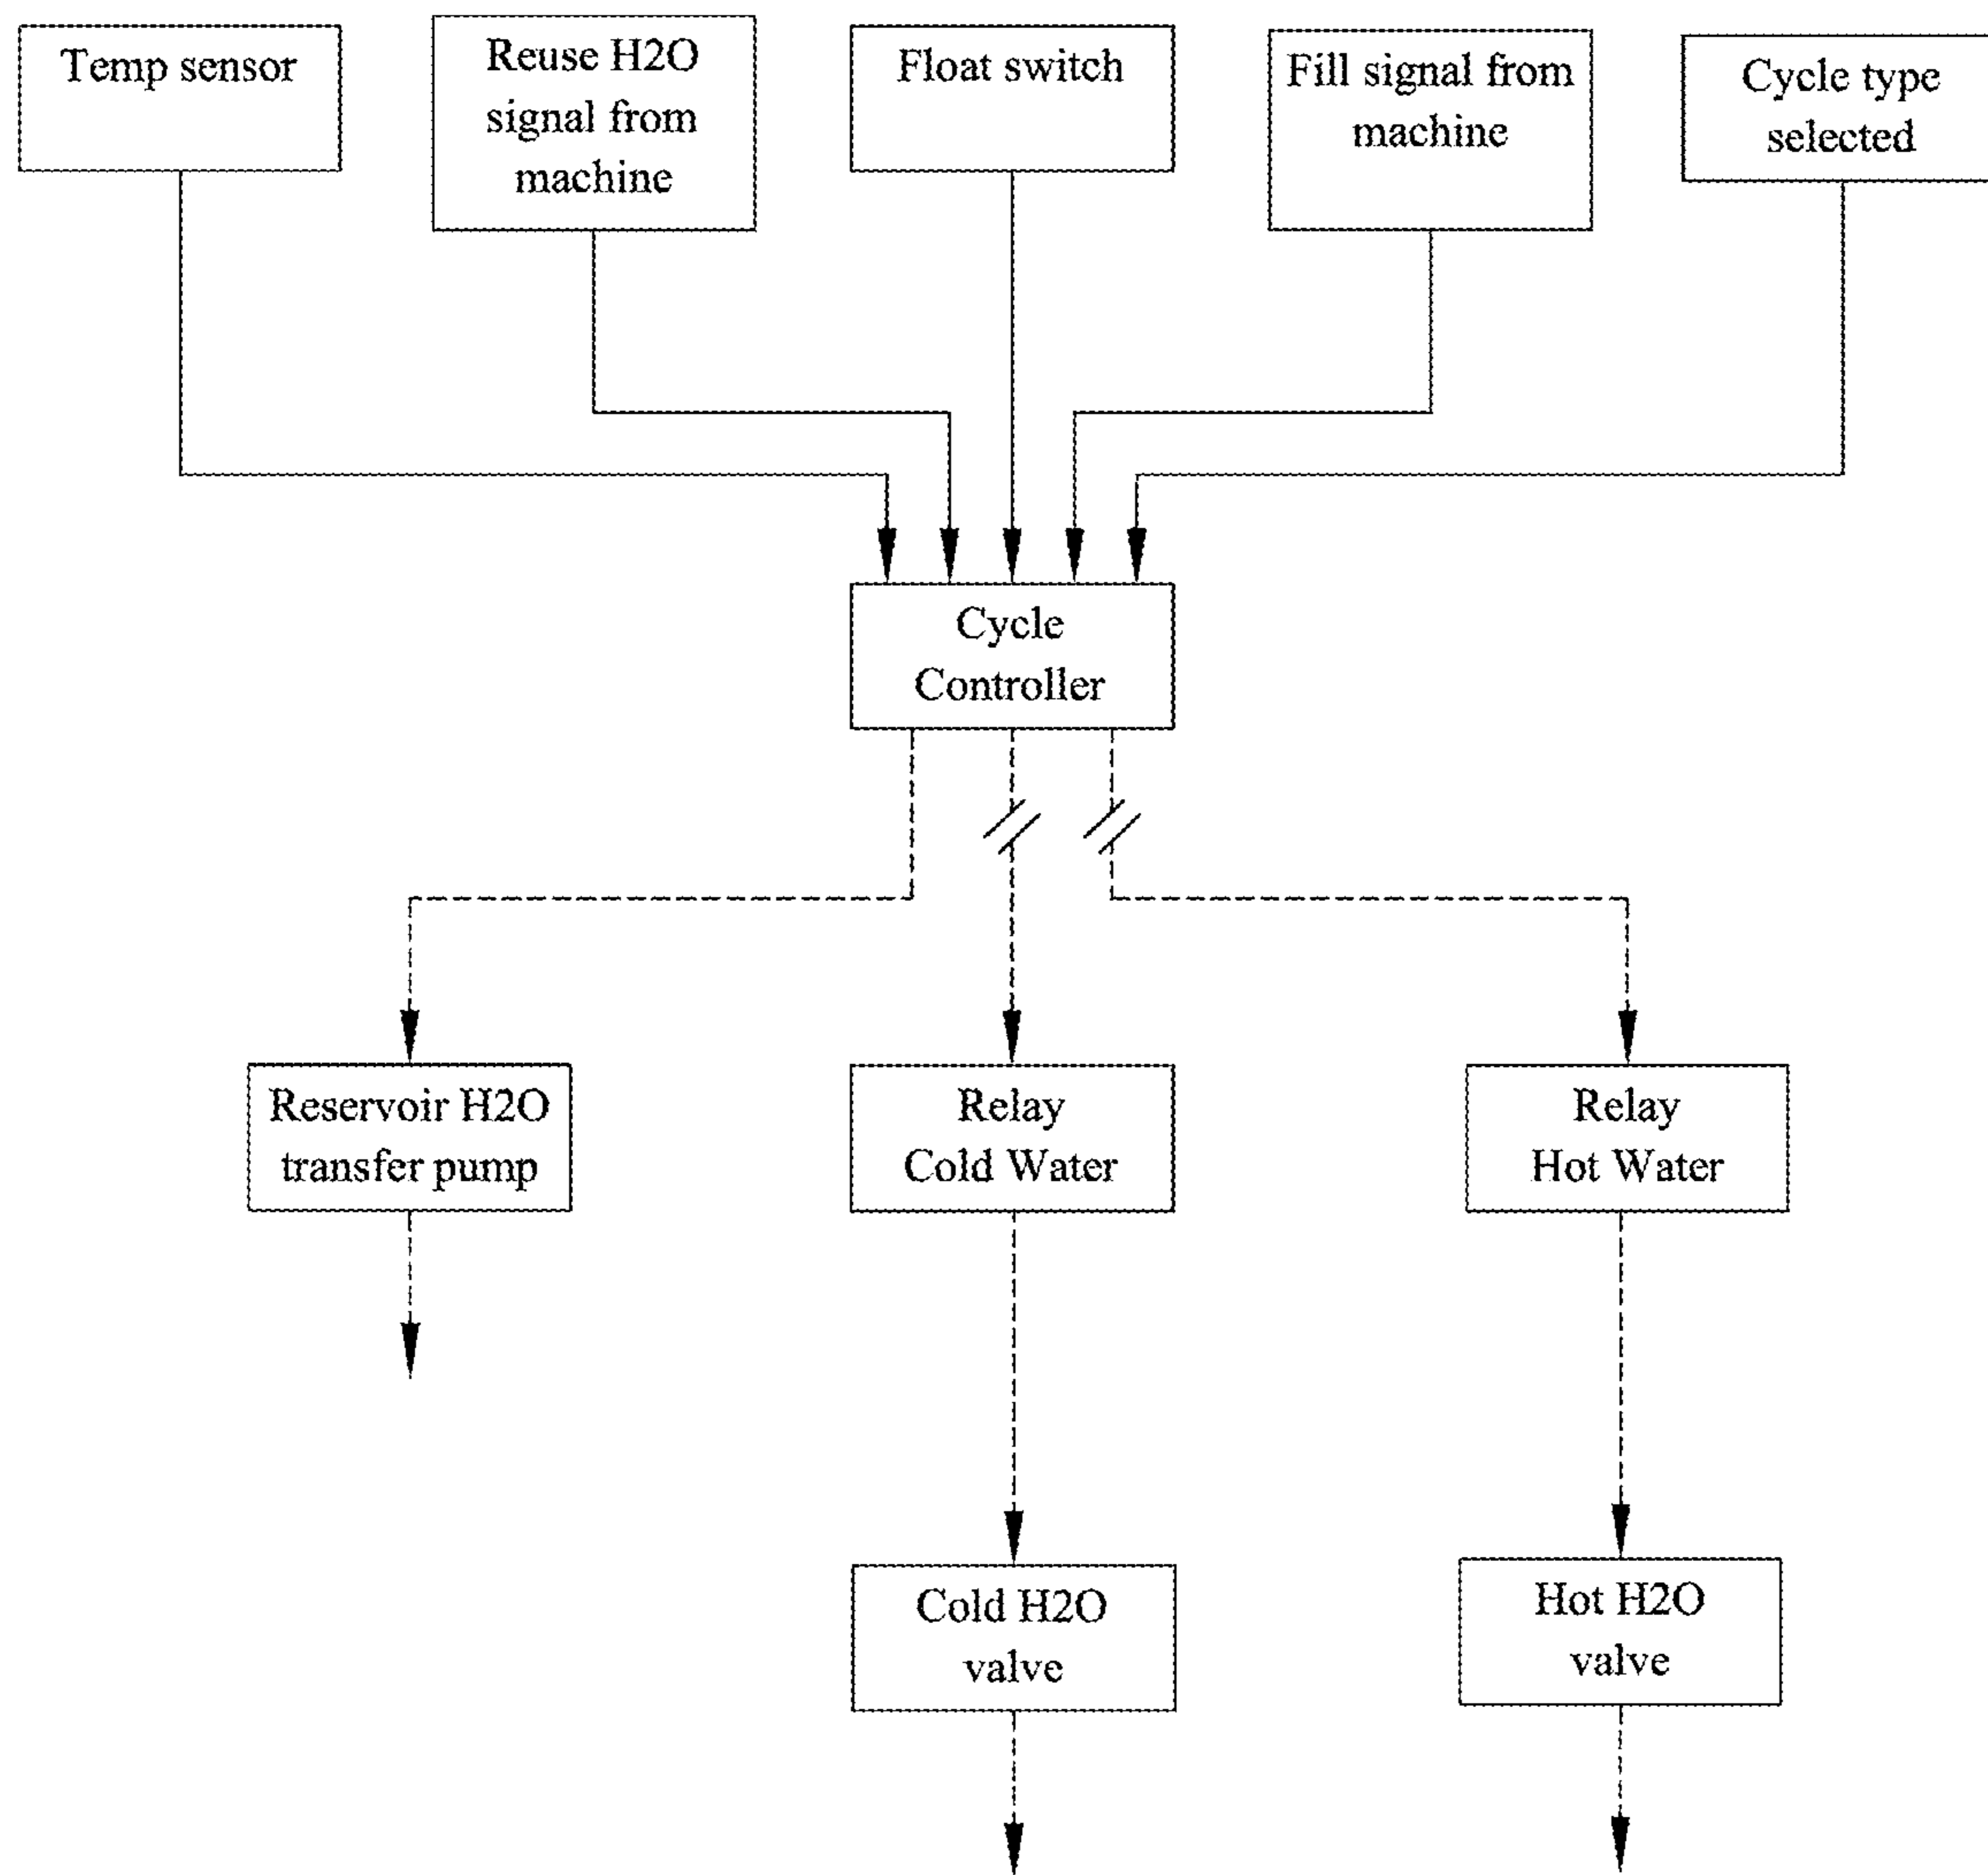 Temp sensor
Reuse H2O
signal from
machine
Float switch
Fill signal from
machine
Cycle type
selected
Cycle
Controller
Reservoir H2O
transfer pump
Relay
Cold Water
Relay
Hot Water
Cold H2O
valve
Hot H2O
valve